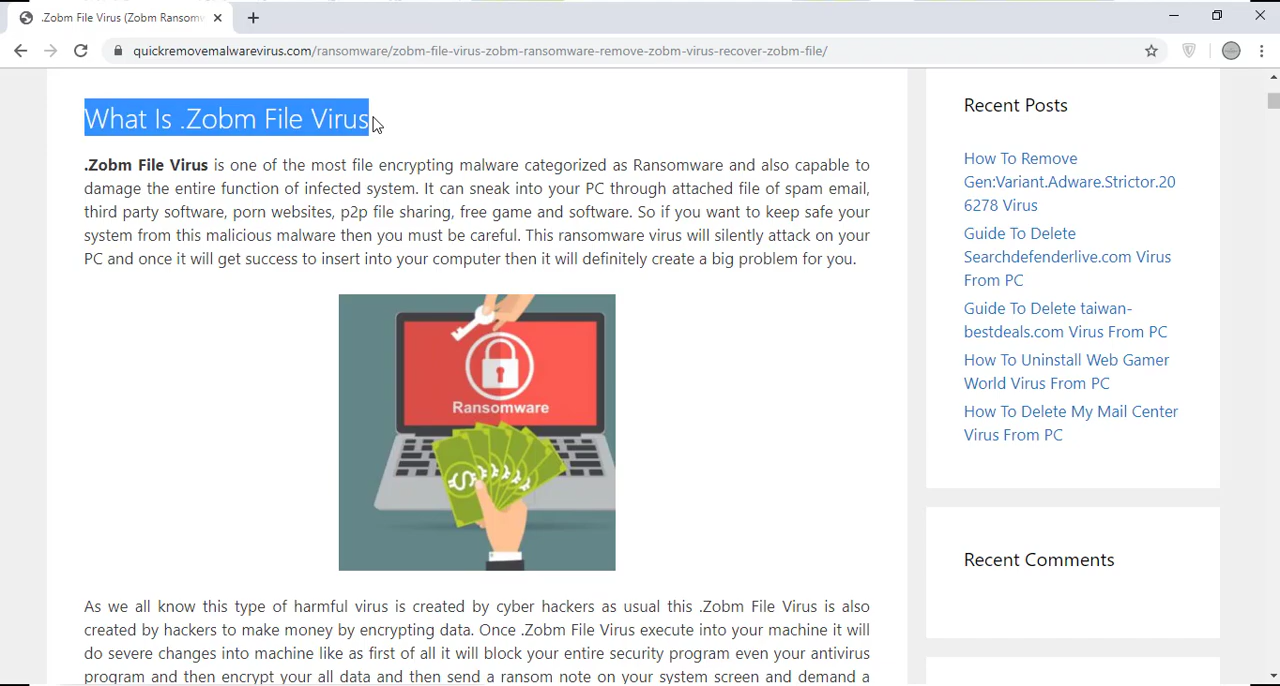 .Zobm File Virus (Zobm Ransomw
quickremovemalwarevirus.com/ransomware/zobm-file-virus-zobm-ransomware-remove-zobm-virus-recover-zobm-file/
What Is .Zobm File Virus
.Zobm File Virus is one of the most file encrypting malware categorized as Ransomware and also capable to
damage the entire function of infected system. It can sneak into your PC through attached file of spam email,
third party software, porn websites, p2p file sharing, free game and software. So if you want to keep safe your
system from this malicious malware then you must be careful. This ransomware virus will silently attack on your
PC and once it will get success to insert into your computer then it will definitely create a big problem for you.
Ransomware
As we all know this type of harmful virus is created by cyber hackers as usual this .Zobm File Virus is also
created by hackers to make money by encrypting data. Once .Zobm File Virus execute into your machine it will
do severe changes into machine like as first of all it will block your entire security program even your antivirus
program and then encrypt your all data and then send a ransom note on your system screen and demand a
Recent Posts
How To Remove
Gen:Variant.Adware.Strictor.20
6278 Virus
Guide To Delete
Searchdefenderlive.com Virus
From PC
Guide To Delete taiwan-
bestdeals.com Virus From PC
How To Uninstall Web Gamer
World Virus From PC
How To Delete My Mail Center
Virus From PC
Recent Comments